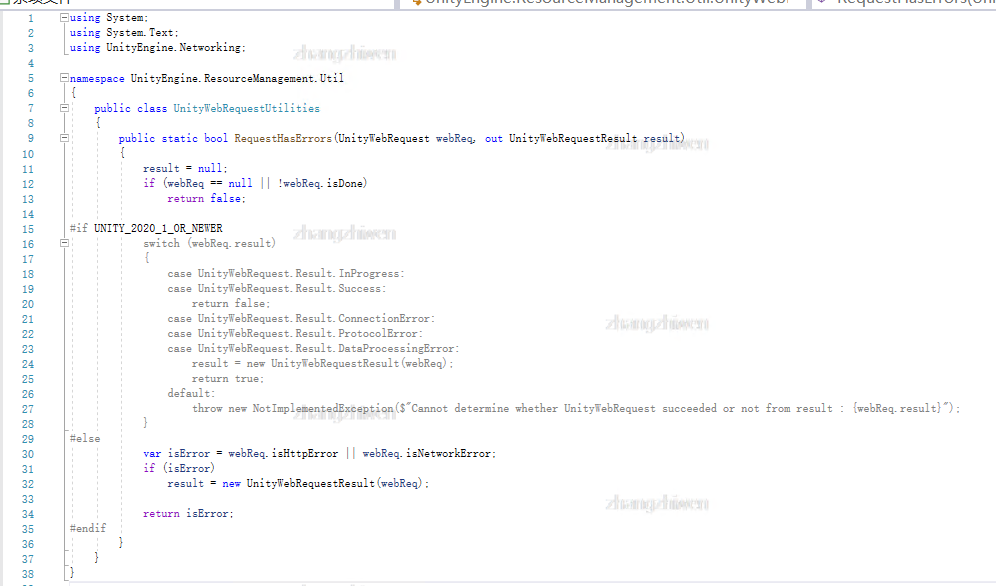 UnityEngine.ResourceManagement.Util.UnityWebR
RequestHasErrors(Uni
1 using System;
2 using System.Text;
3 using UnityEngine.Networking;
4
5 namespace UnityEngine.ResourceManagement.Util
6 {
7 public class UnityWebRequestUtilities
8 {
9 public static bool RequestHasErrors(UnityWebRequest webReq, out UnityWebRequestResult result)
10 {
11 result = null;
12 if (webReq == null || !webReq.isDone)
13 return false;
14
15 #if UNITY_2020_1_OR_NEWER
16 switch (webReq.result)
17 {
18 case UnityWebRequest.Result.InProgress:
19 case UnityWebRequest.Result.Success:
20 return false;
21 case UnityWebRequest.Result.ConnectionError:
22 case UnityWebRequest.Result.ProtocolError:
23 case UnityWebRequest.Result.DataProcessingError:
24 result = new UnityWebRequestResult(webReq);
25 return true;
26 default:
27 throw new NotImplementedException($"Cannot determine whether UnityWebRequest succeeded or not from result : {webReq.result}");
28 }
29 #else
30 var isError = webReq.isHttpError || webReq.isNetworkError;
31 if (isError)
32 result = new UnityWebRequestResult(webReq);
33
34 return isError;
35 #endif
36 }
37 }
38 }
zhangzhiwen
zhangzhiwen
zhangzhiwen
zhangzhiwen
zhangzhiwen
zhangzhiwen